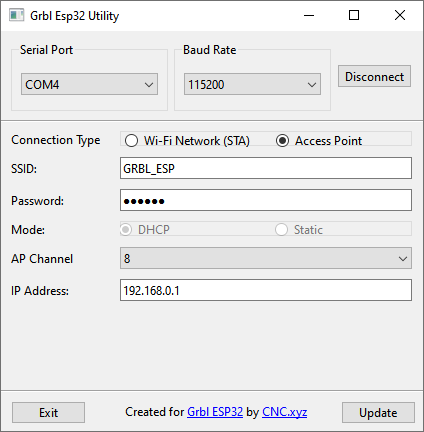 Grbl Esp32 Utility
Serial Port
Baud Rate
COM4
115200
Disconnect
Connection Type
Wi-Fi Network (STA)
Access Point
SSID:
GRBL_ESP
Password:
●●●●●●
Mode:
DHCP
Static
AP Channel
8
IP Address:
192.168.0.1
Exit
Created for Grbl ESP32 by CNC.xyz
Update